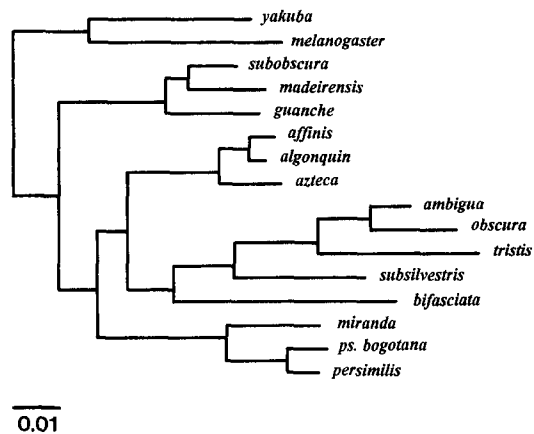 yakuba
melanogaster
subobscura
madeirensis
guanche
affinis
algonquin
azteca
ambigua
obscura
tristis
subsilvestris
bifasciata
miranda
ps. bogotana
persimilis
0.01